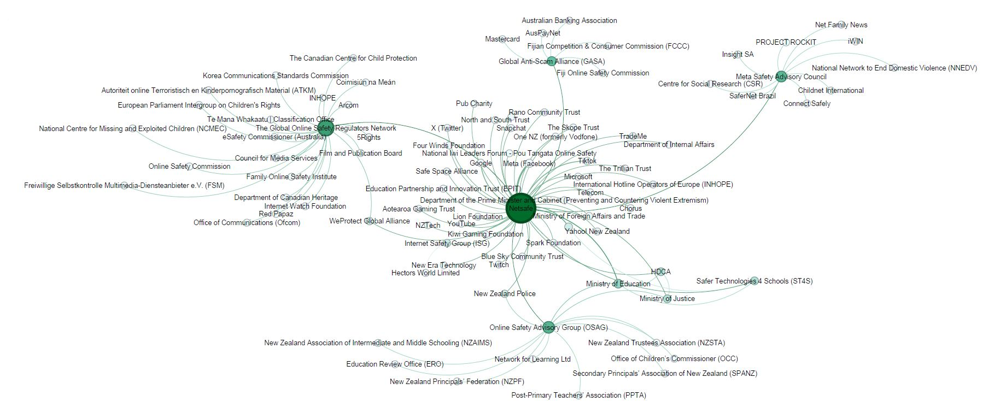 Australian Banking Association
Net Family News
AusPayNet
Mastercard
iWIN
PROJECT ROCKIT
Fijian Competition & Consumer Commission (FCCC)
Insight SA
The Canadian Centre for Child Protection
Global Anti-Scam Alliance (GASA)
National Network to End Domestic Violence (NNEDV)
Fiji Online Safety Commission
Korea Communications Standards Commission
Meta Safety Advisory Council
Coimisiún na Meán
Centre for Social Research (CSR)
Autoriteit online Terroristisch en Kinderpornografisch Material (ATKM)
Childnet International
SaferNet Brazil
INHOPE
Connect Safely
Pub Charity
European Parliament Intergroup on Children's Rights
Arcom
Rano Community Trust
Te Mana Whakaatu | Classification Office
North and South Trust
National Centre for Missing and Exploited Children (NCMEC)
The Global Online Safety Regulators Network
X (Twitter)
Snapchat
The Skope Trust
eSafety Commissioner (Australia)
5Rights
One NZ (formerly Vodfone)
TradeMe
Four Winds Foundation
Department of Internal Affairs
Film and Publication Board
National Iwi Leaders Forum - Pou Tangata Online Safety
Council for Media Services
Google
Meta (Facebook)
Tiktok
Online Safety Commission
Safe Space Alliance
The Trillian Trust
Family Online Safety Institute
Microsoft
Freiwillige Selbstkontrolle Multimedia-Diensteanbieter e.V. (FSM)
International Hotline Operators of Europe (INHOPE)
Education Partnership and Innovation Trust (EPIT)
Telecom
Department of Canadian Heritage
Department of the Prime Minister and Cabinet (Preventing and Countering Violent Extremism)
Internet Watch Foundation
Aotearoa Gaming Trust
Netsafe
Chorus
Red Papaz
Lion Foundation
Ministry of Foreign Affairs and Trade
Office of Communications (Ofcom)
WeProtect Global Alliance
NZTech
YouTube
Yahool New Zealand
Kiwi Gaming Foundation
Internet Safety Group (ISG)
Spark Foundation
Blue Sky Community Trust
New Era Technology
Twitch
Hectors World Limited
HDCA
Ministry of Education
Safer Technologies 4 Schools (ST4S)
New Zealand Police
Ministry of Justice
Online Safety Advisory Group (OSAG)
New Zealand Association of Intermediate and Middle Schooling (NZAIMS)
New Zealand Trustees Association (NZSTA)
Network for Learning Ltd
Office of Children's Commissioner (OCC)
Education Review Office (ERO)
Secondary Principals' Association of New Zealand (SPANZ)
New Zealand Principals' Federation (NZPF)
Post-Primary Teachers' Association (PPTA)